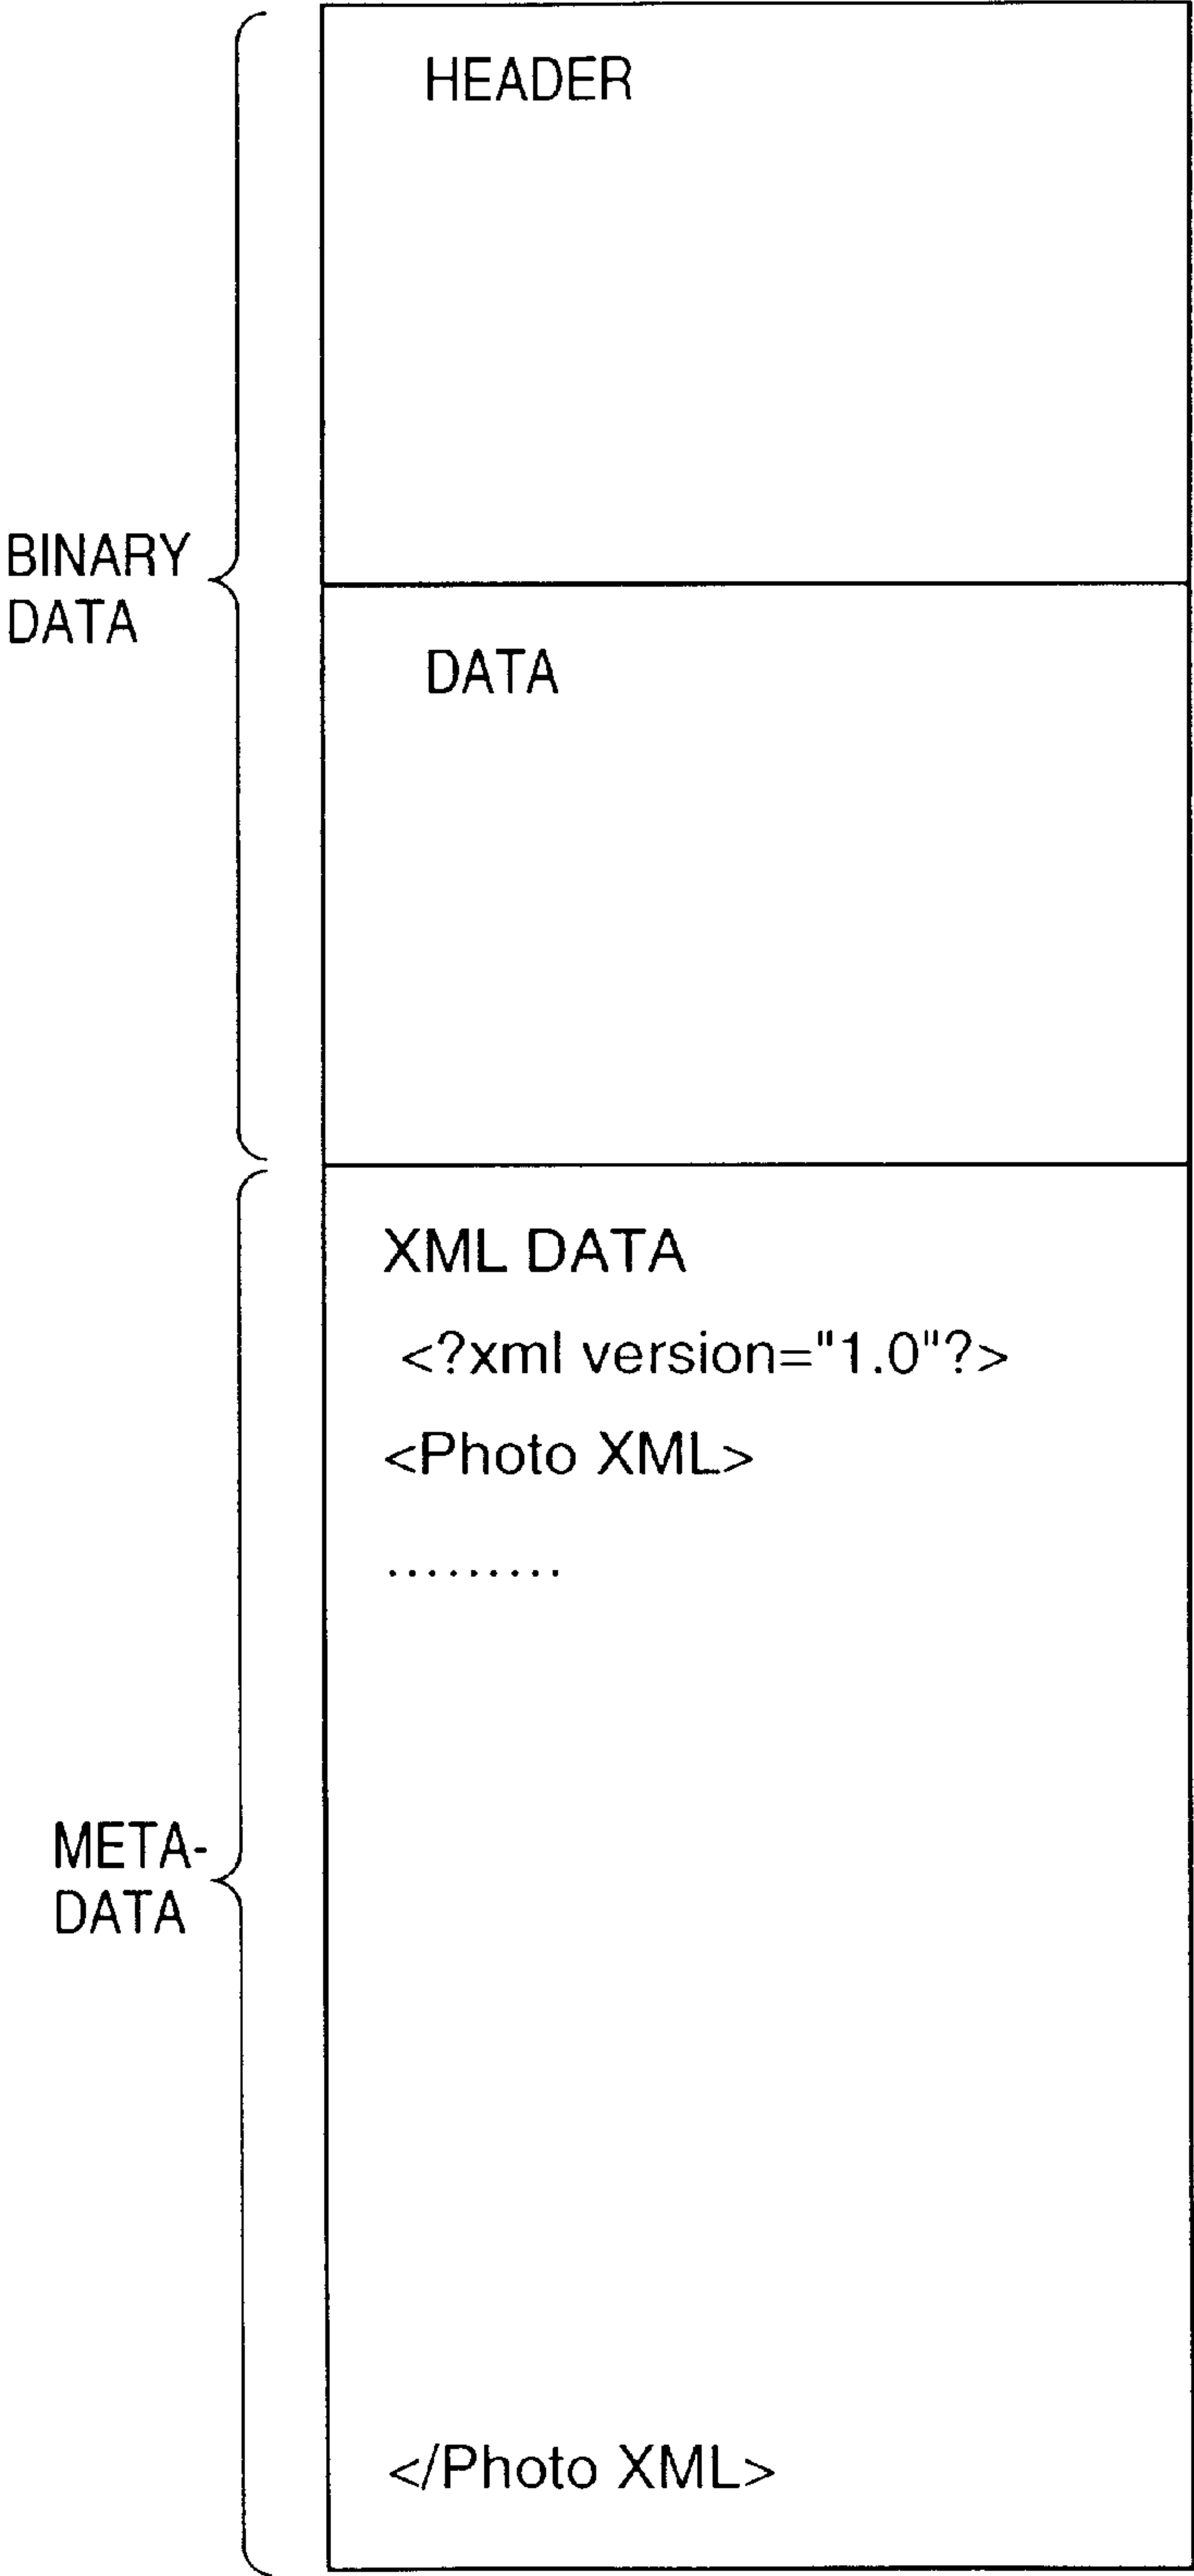 HEADER
BINARY
DATA
DATA
XML DATA
<?xml version="1.0"?>
<Photo XML>
.........
META-
DATA
</Photo XML>